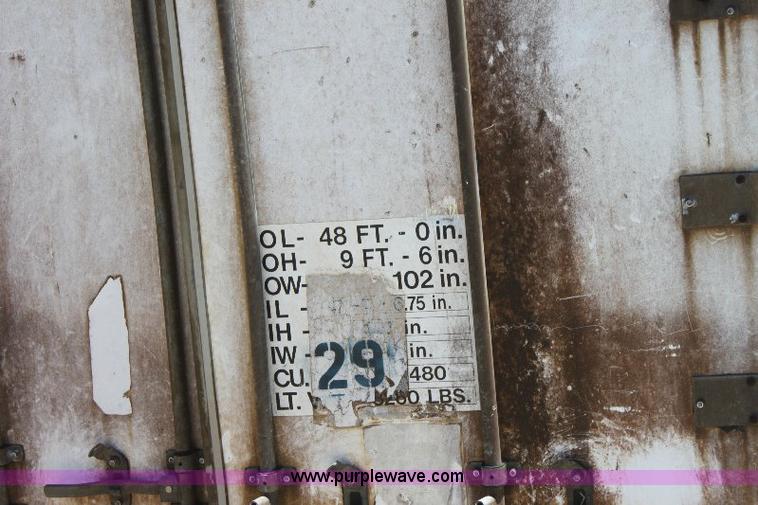 OL- 48 FT. - 0 in.
OH- 9 FT. - 6 in.
OW- 102 in.
IL - .75 in.
IH - in.
IW - in.
29
CU. 480
LT. LBS.
www.purplewave.com